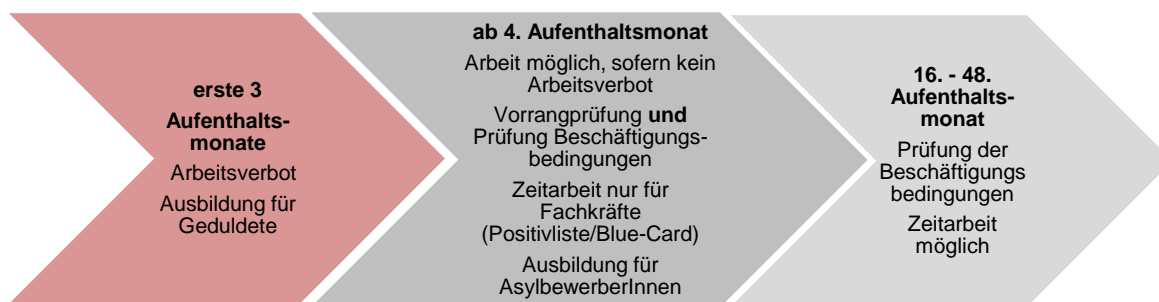 erste 3
Aufenthalts-
monate
Arbeitsverbot
Ausbildung für
Geduldete
ab 4. Aufenthaltsmonat
Arbeit möglich, sofern kein
Arbeitsverbot
Vorrangprüfung und
Prüfung Beschäftigungs-
bedingungen
Zeitarbeit nur für
Fachkräfte
(Positivliste/Blue-Card)
Ausbildung für
AsylbewerberInnen
16. - 48.
Aufenthalts-
monat
Prüfung der
Beschäftigungs
bedingungen
Zeitarbeit
möglich